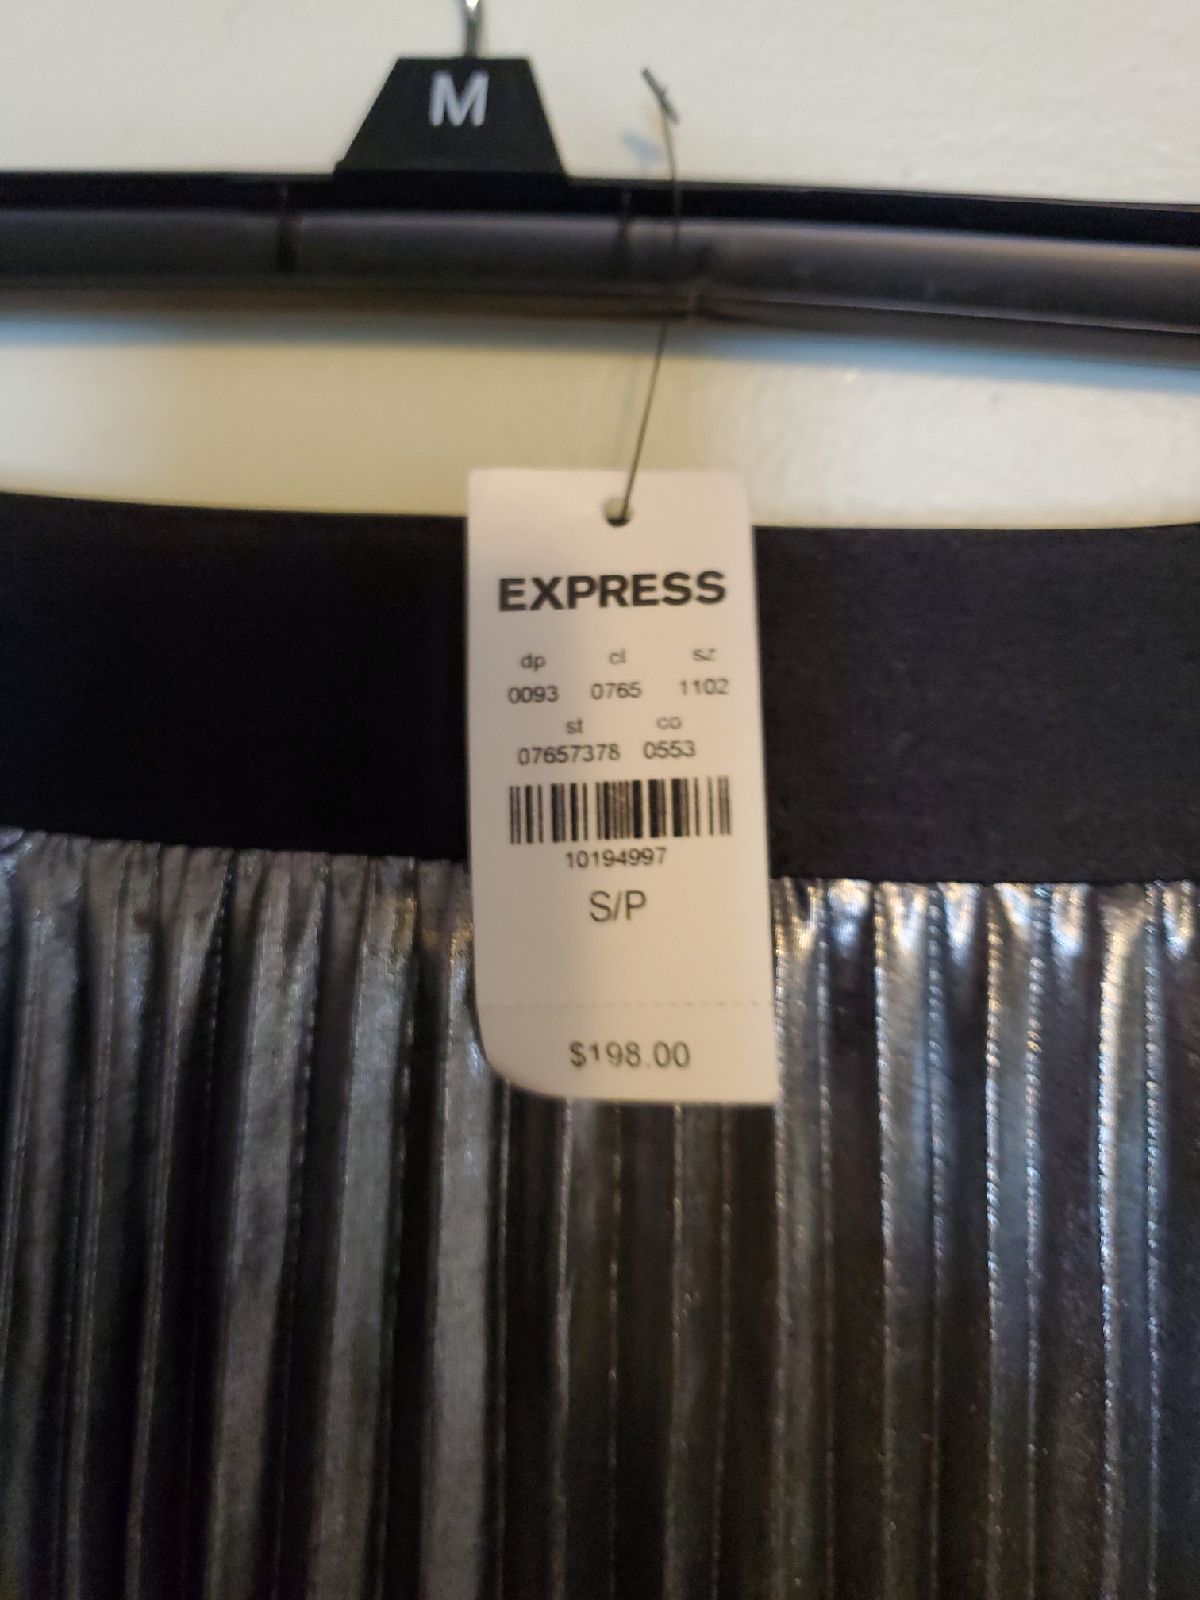 M
EXPRESS
dp cl sz
0093 0765 1102
st co
07657378 0553
10194997
S/P
$198.00